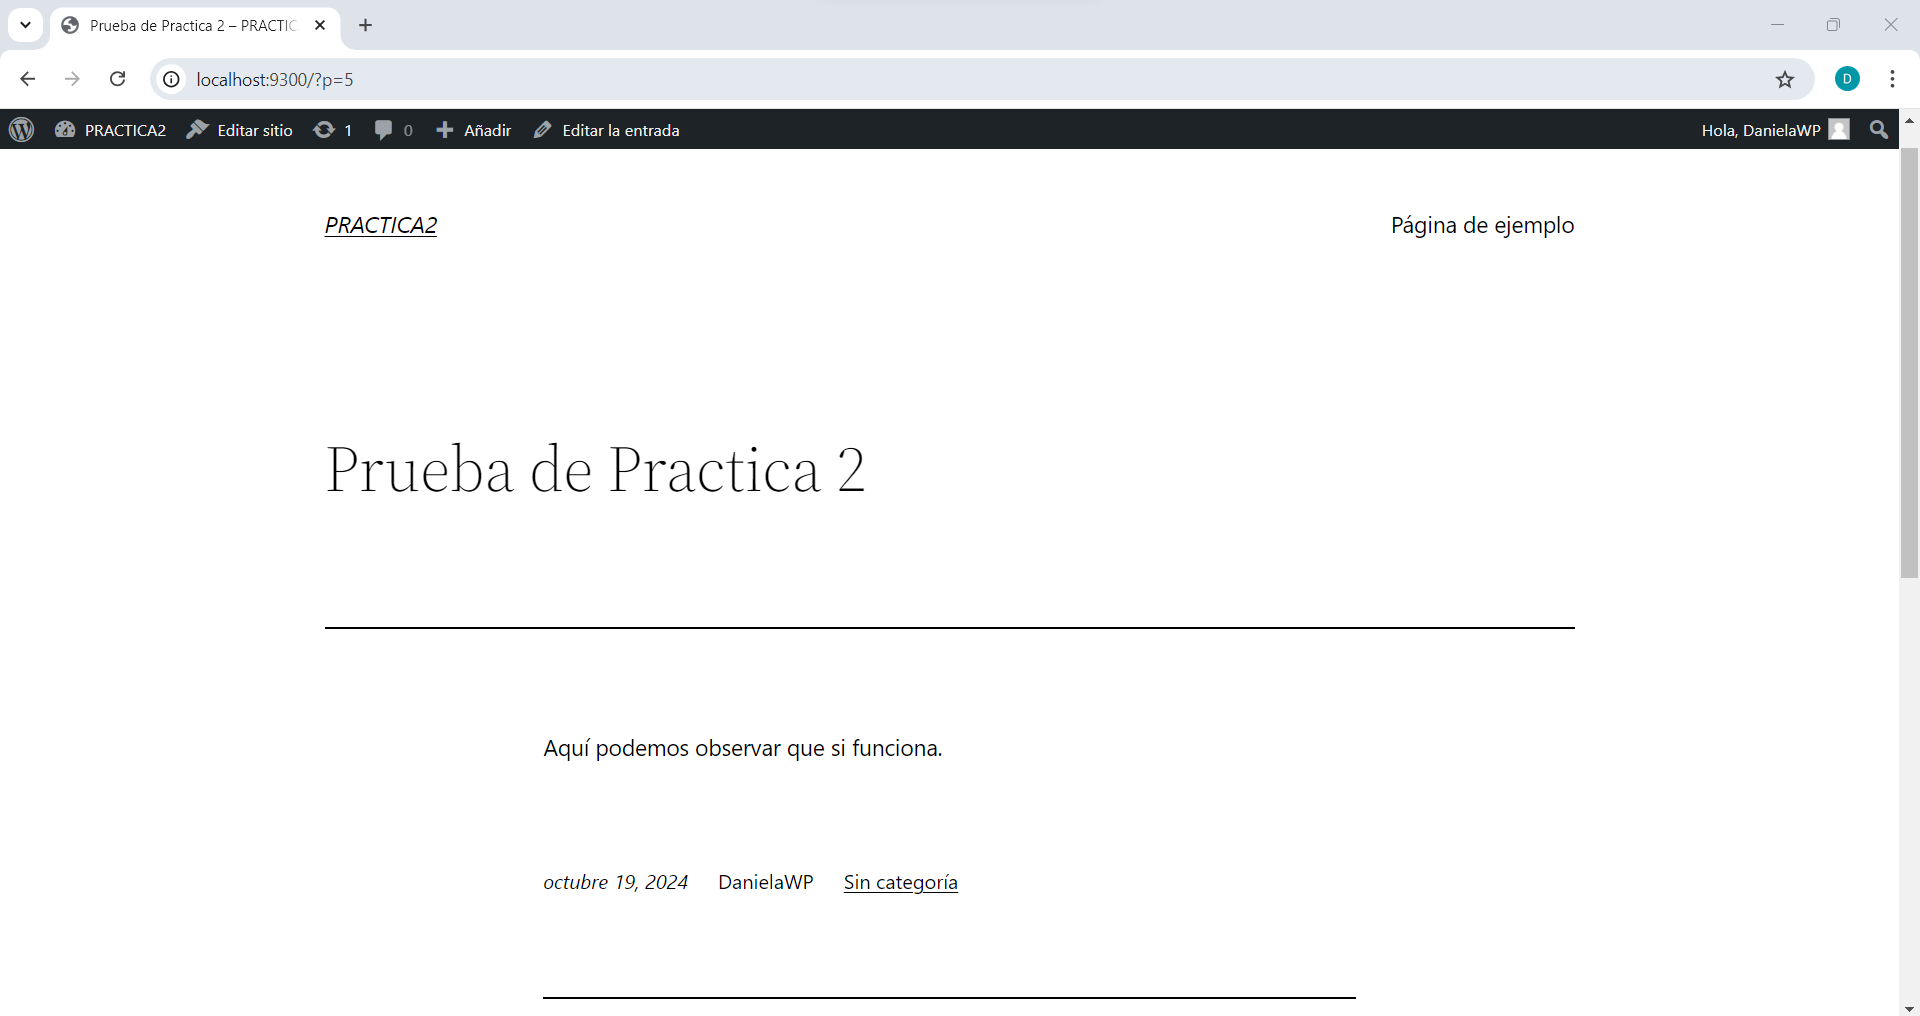 Prueba de Practica 2 – PRACTIC
localhost:9300/?p=5
D
PRACTICA2 Editar sitio 1 0 Añadir Editar la entrada Hola, DanielaWP
PRACTICA2 Página de ejemplo
Prueba de Practica 2
Aquí podemos observar que si funciona.
octubre 19, 2024 DanielaWP Sin categoría